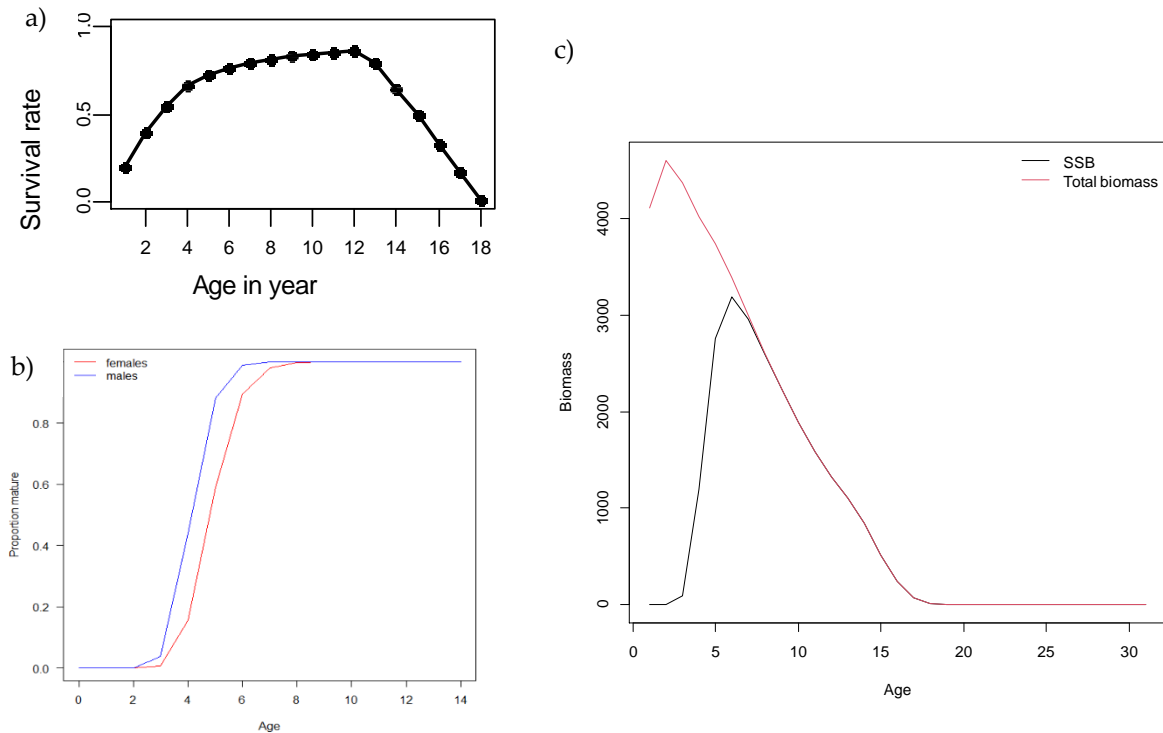 a)
Survival rate
1.0
0.5
0.0
2 4 6 8 10 12 14 16 18
Age in year
b)
females
males
Proportion mature
0.8
0.6
0.4
0.2
0.0
0 2 4 6 8 10 12 14
Age
c)
SSB
Total biomass
Biomass
4000
3000
2000
1000
0
0 5 10 15 20 25 30
Age